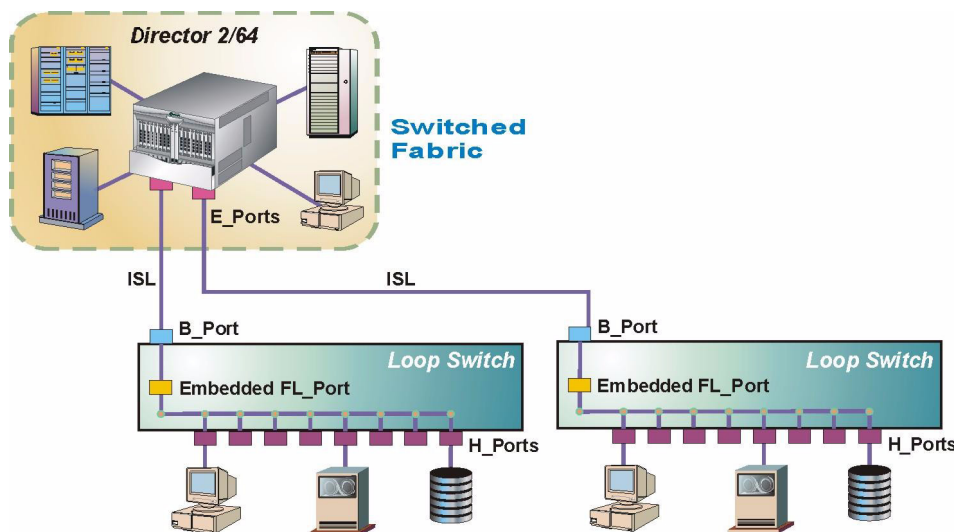 Director 2/64
Switched
Fabric
E_Ports
ISL
ISL
B_Port
B_Port
Loop Switch
Loop Switch
Embedded FL_Port
Embedded FL_Port
H_Ports
H_Ports